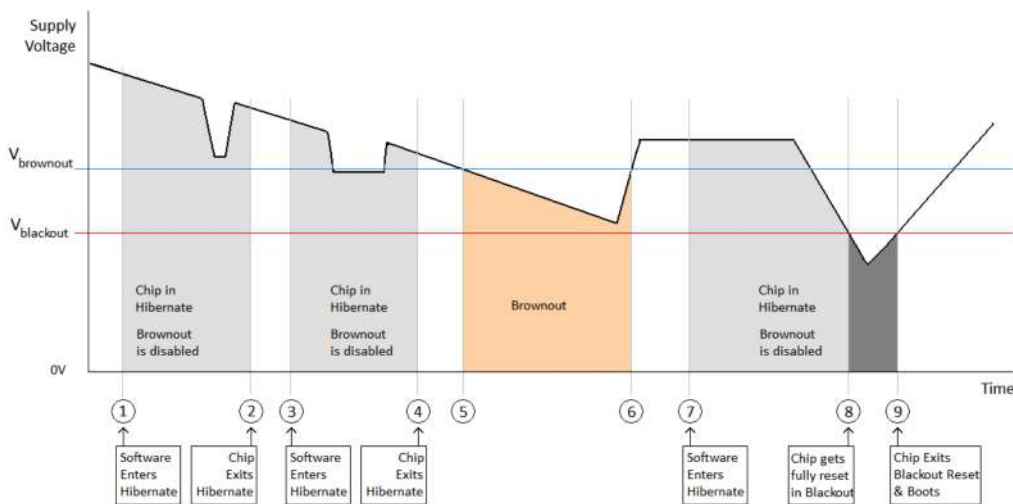 Supply
Voltage
Vbrownout
Vblackout
Chip in
Hibernate
Brownout
is disabled
Chip in
Hibernate
Brownout
is disabled
Brownout
Chip in
Hibernate
Brownout
is disabled
0V
Time
1
2
3
4
5
6
7
8
9
Software
Enters
Hibernate
Chip
Exits
Hibernate
Software
Enters
Hibernate
Chip
Exits
Hibernate
Software
Enters
Hibernate
Chip gets
fully reset
in Blackout
Chip Exits
Blackout Reset
& Boots